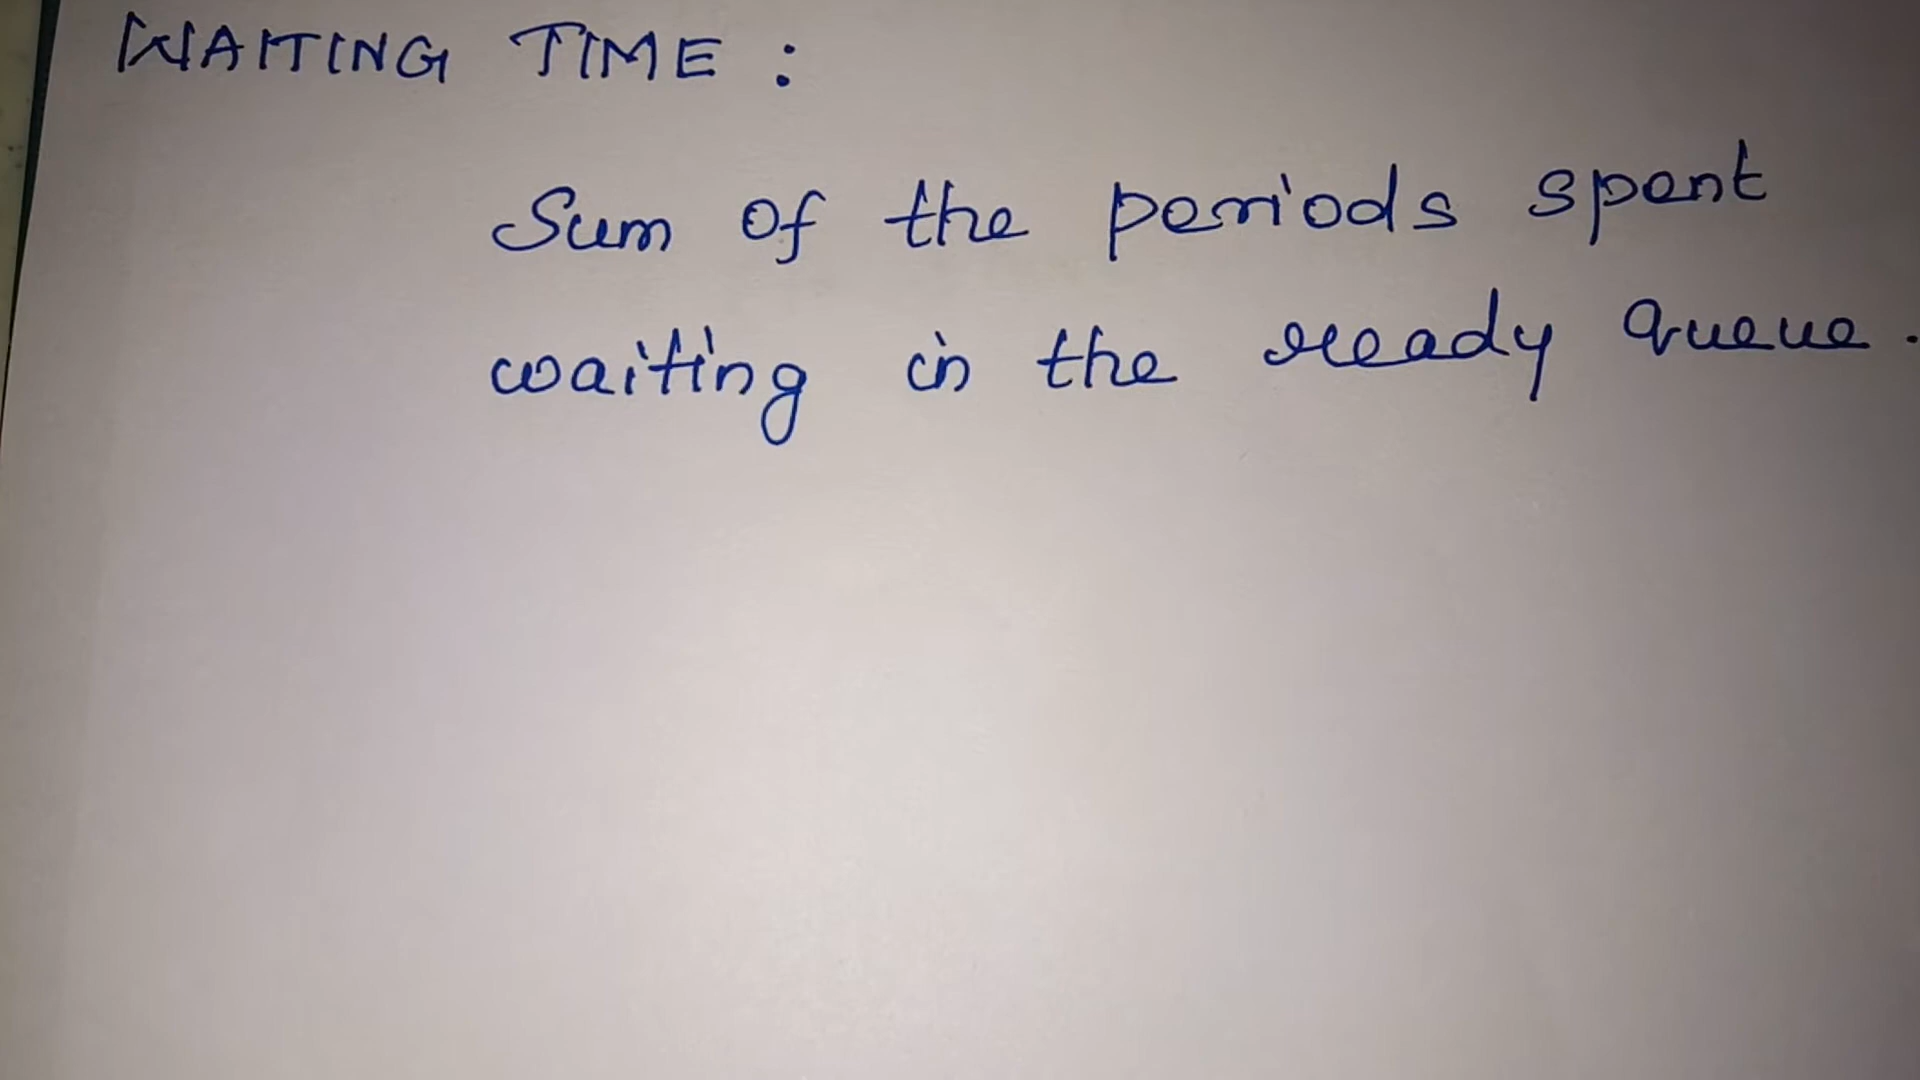 WAITING TIME :
Sum of the periods spent
waiting in the ready queue.